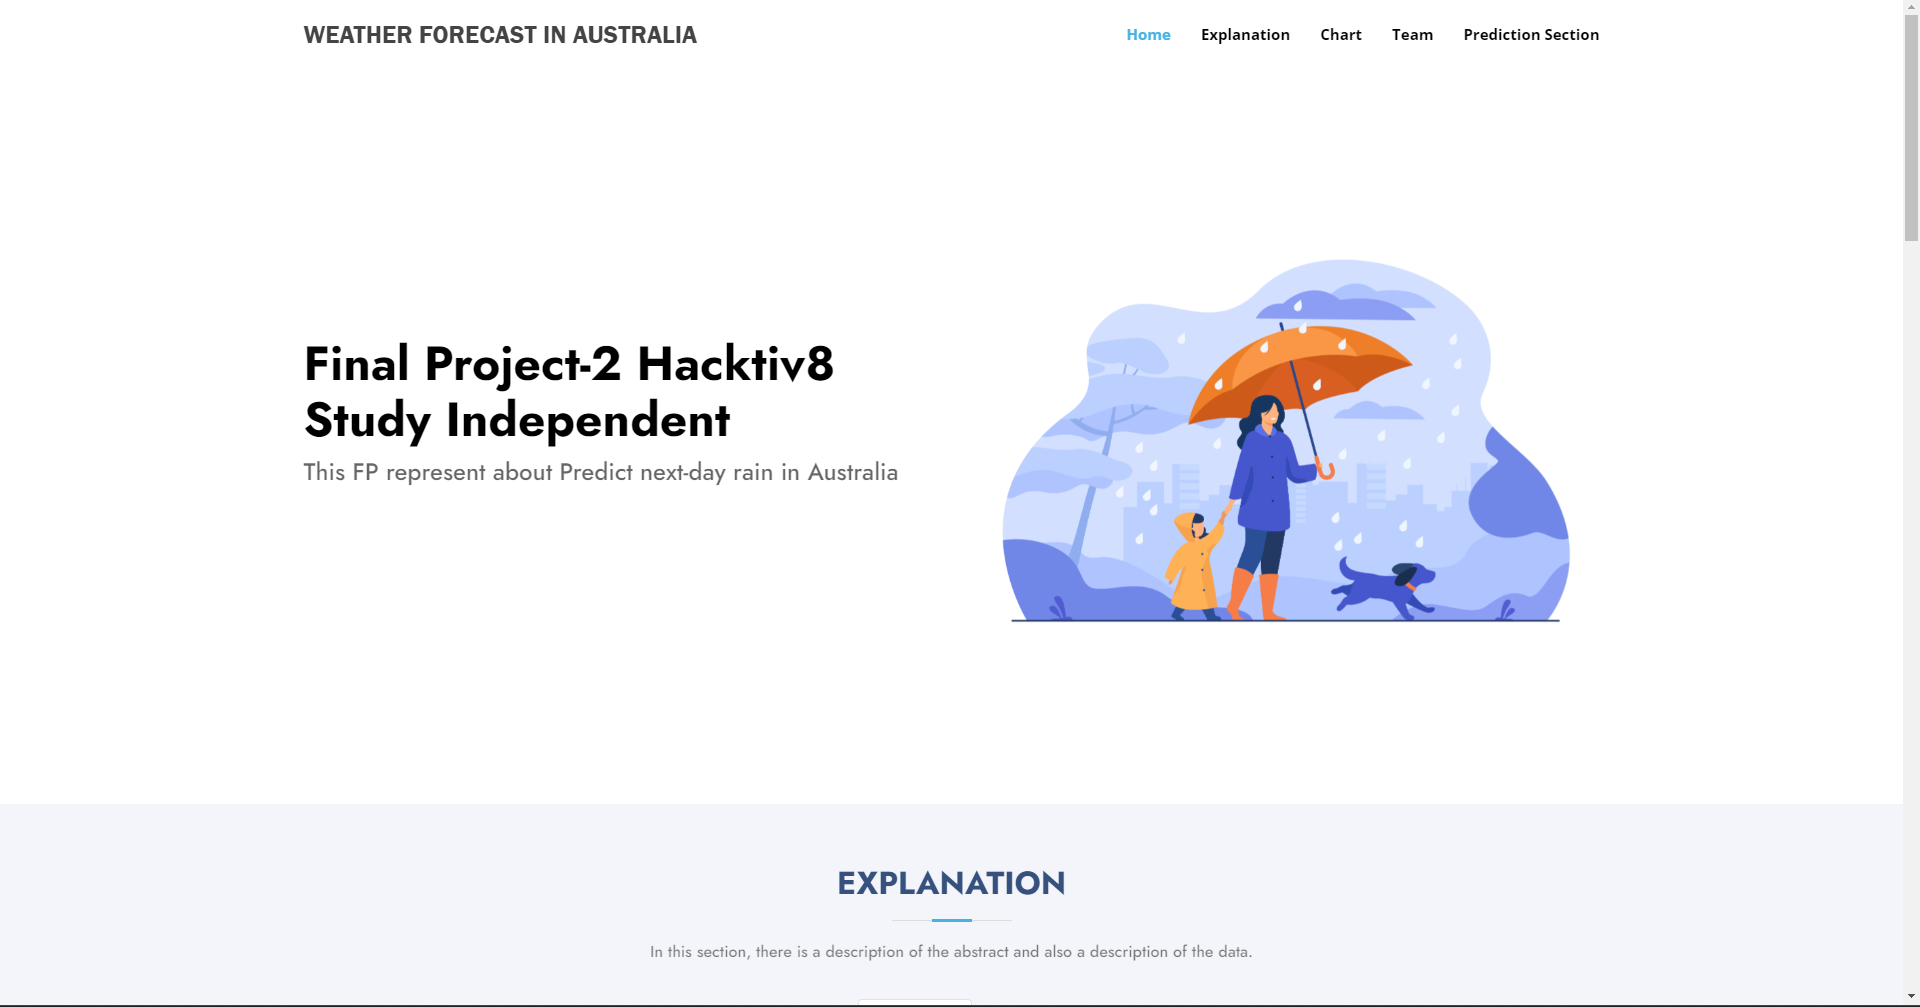 WEATHER FORECAST IN AUSTRALIA
Home Explanation Chart Team Prediction Section
Final Project-2 Hacktiv8
Study Independent
This FP represent about Predict next-day rain in Australia
EXPLANATION
In this section, there is a description of the abstract and also a description of the data.